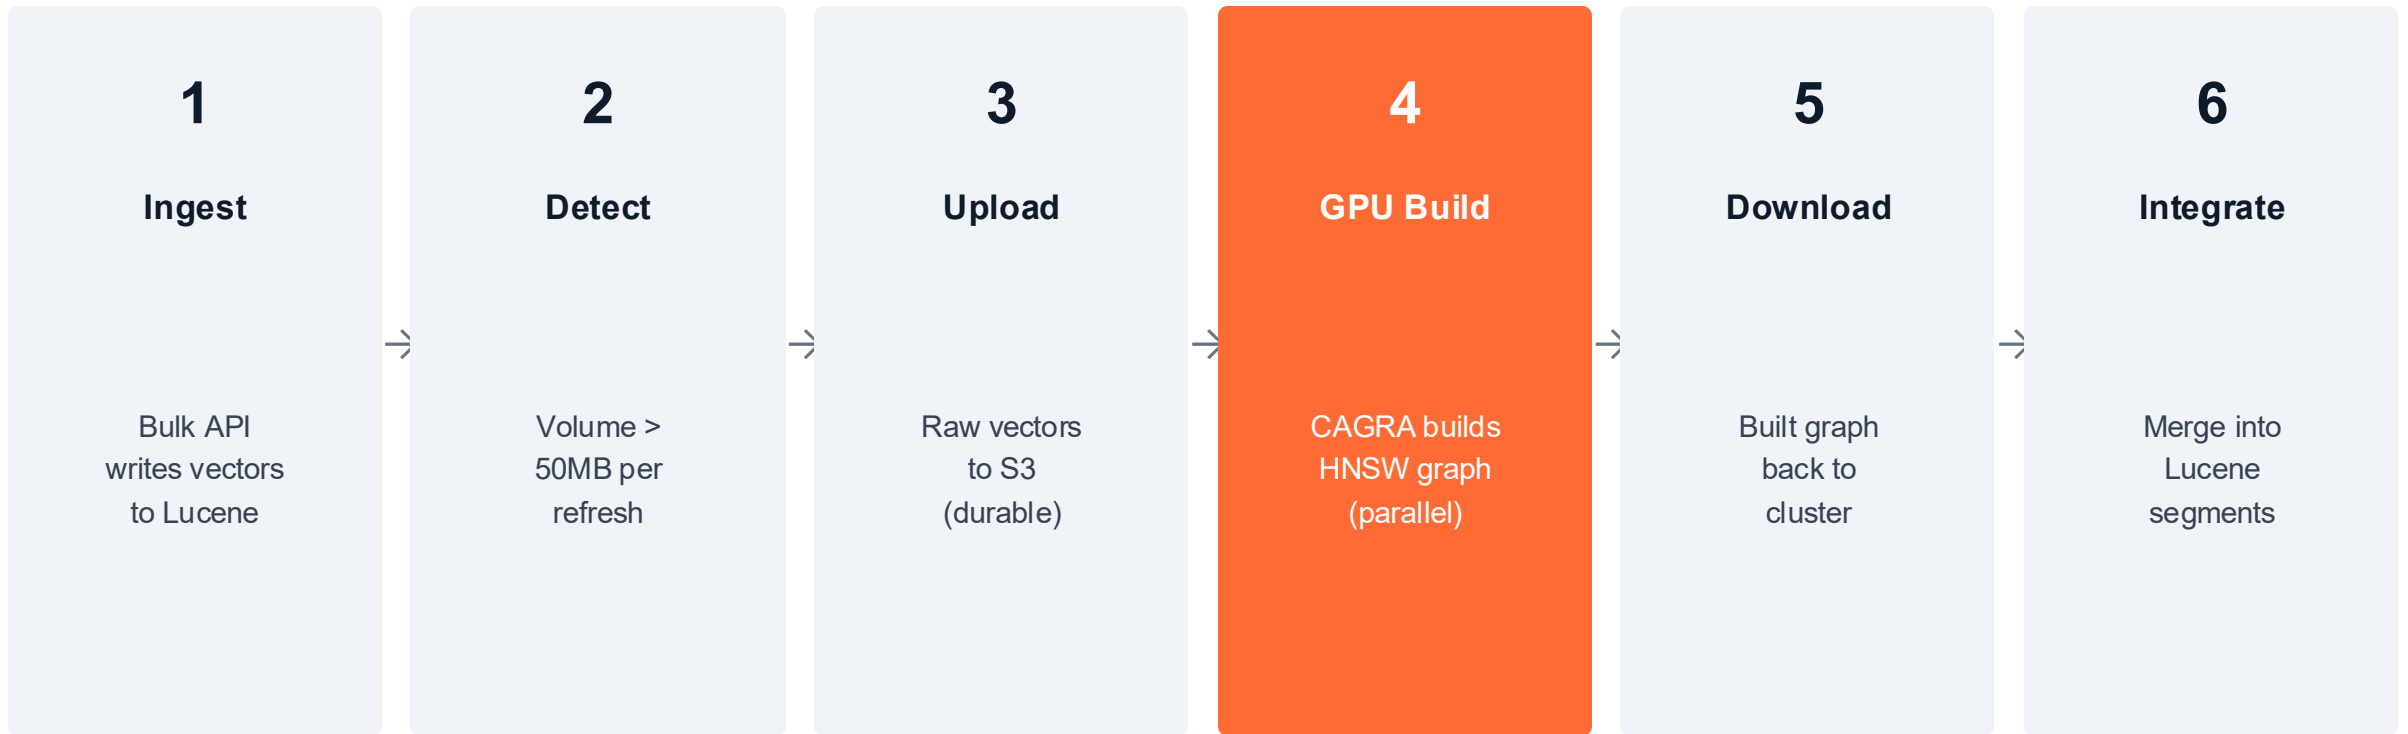 1
Ingest
Bulk API
writes vectors
to Lucene
→
2
Detect
Volume >
50MB per
refresh
→
3
Upload
Raw vectors
to S3
(durable)
→
4
GPU Build
CAGRA builds
HNSW graph
(parallel)
→
5
Download
Built graph
back to
cluster
→
6
Integrate
Merge into
Lucene
segments